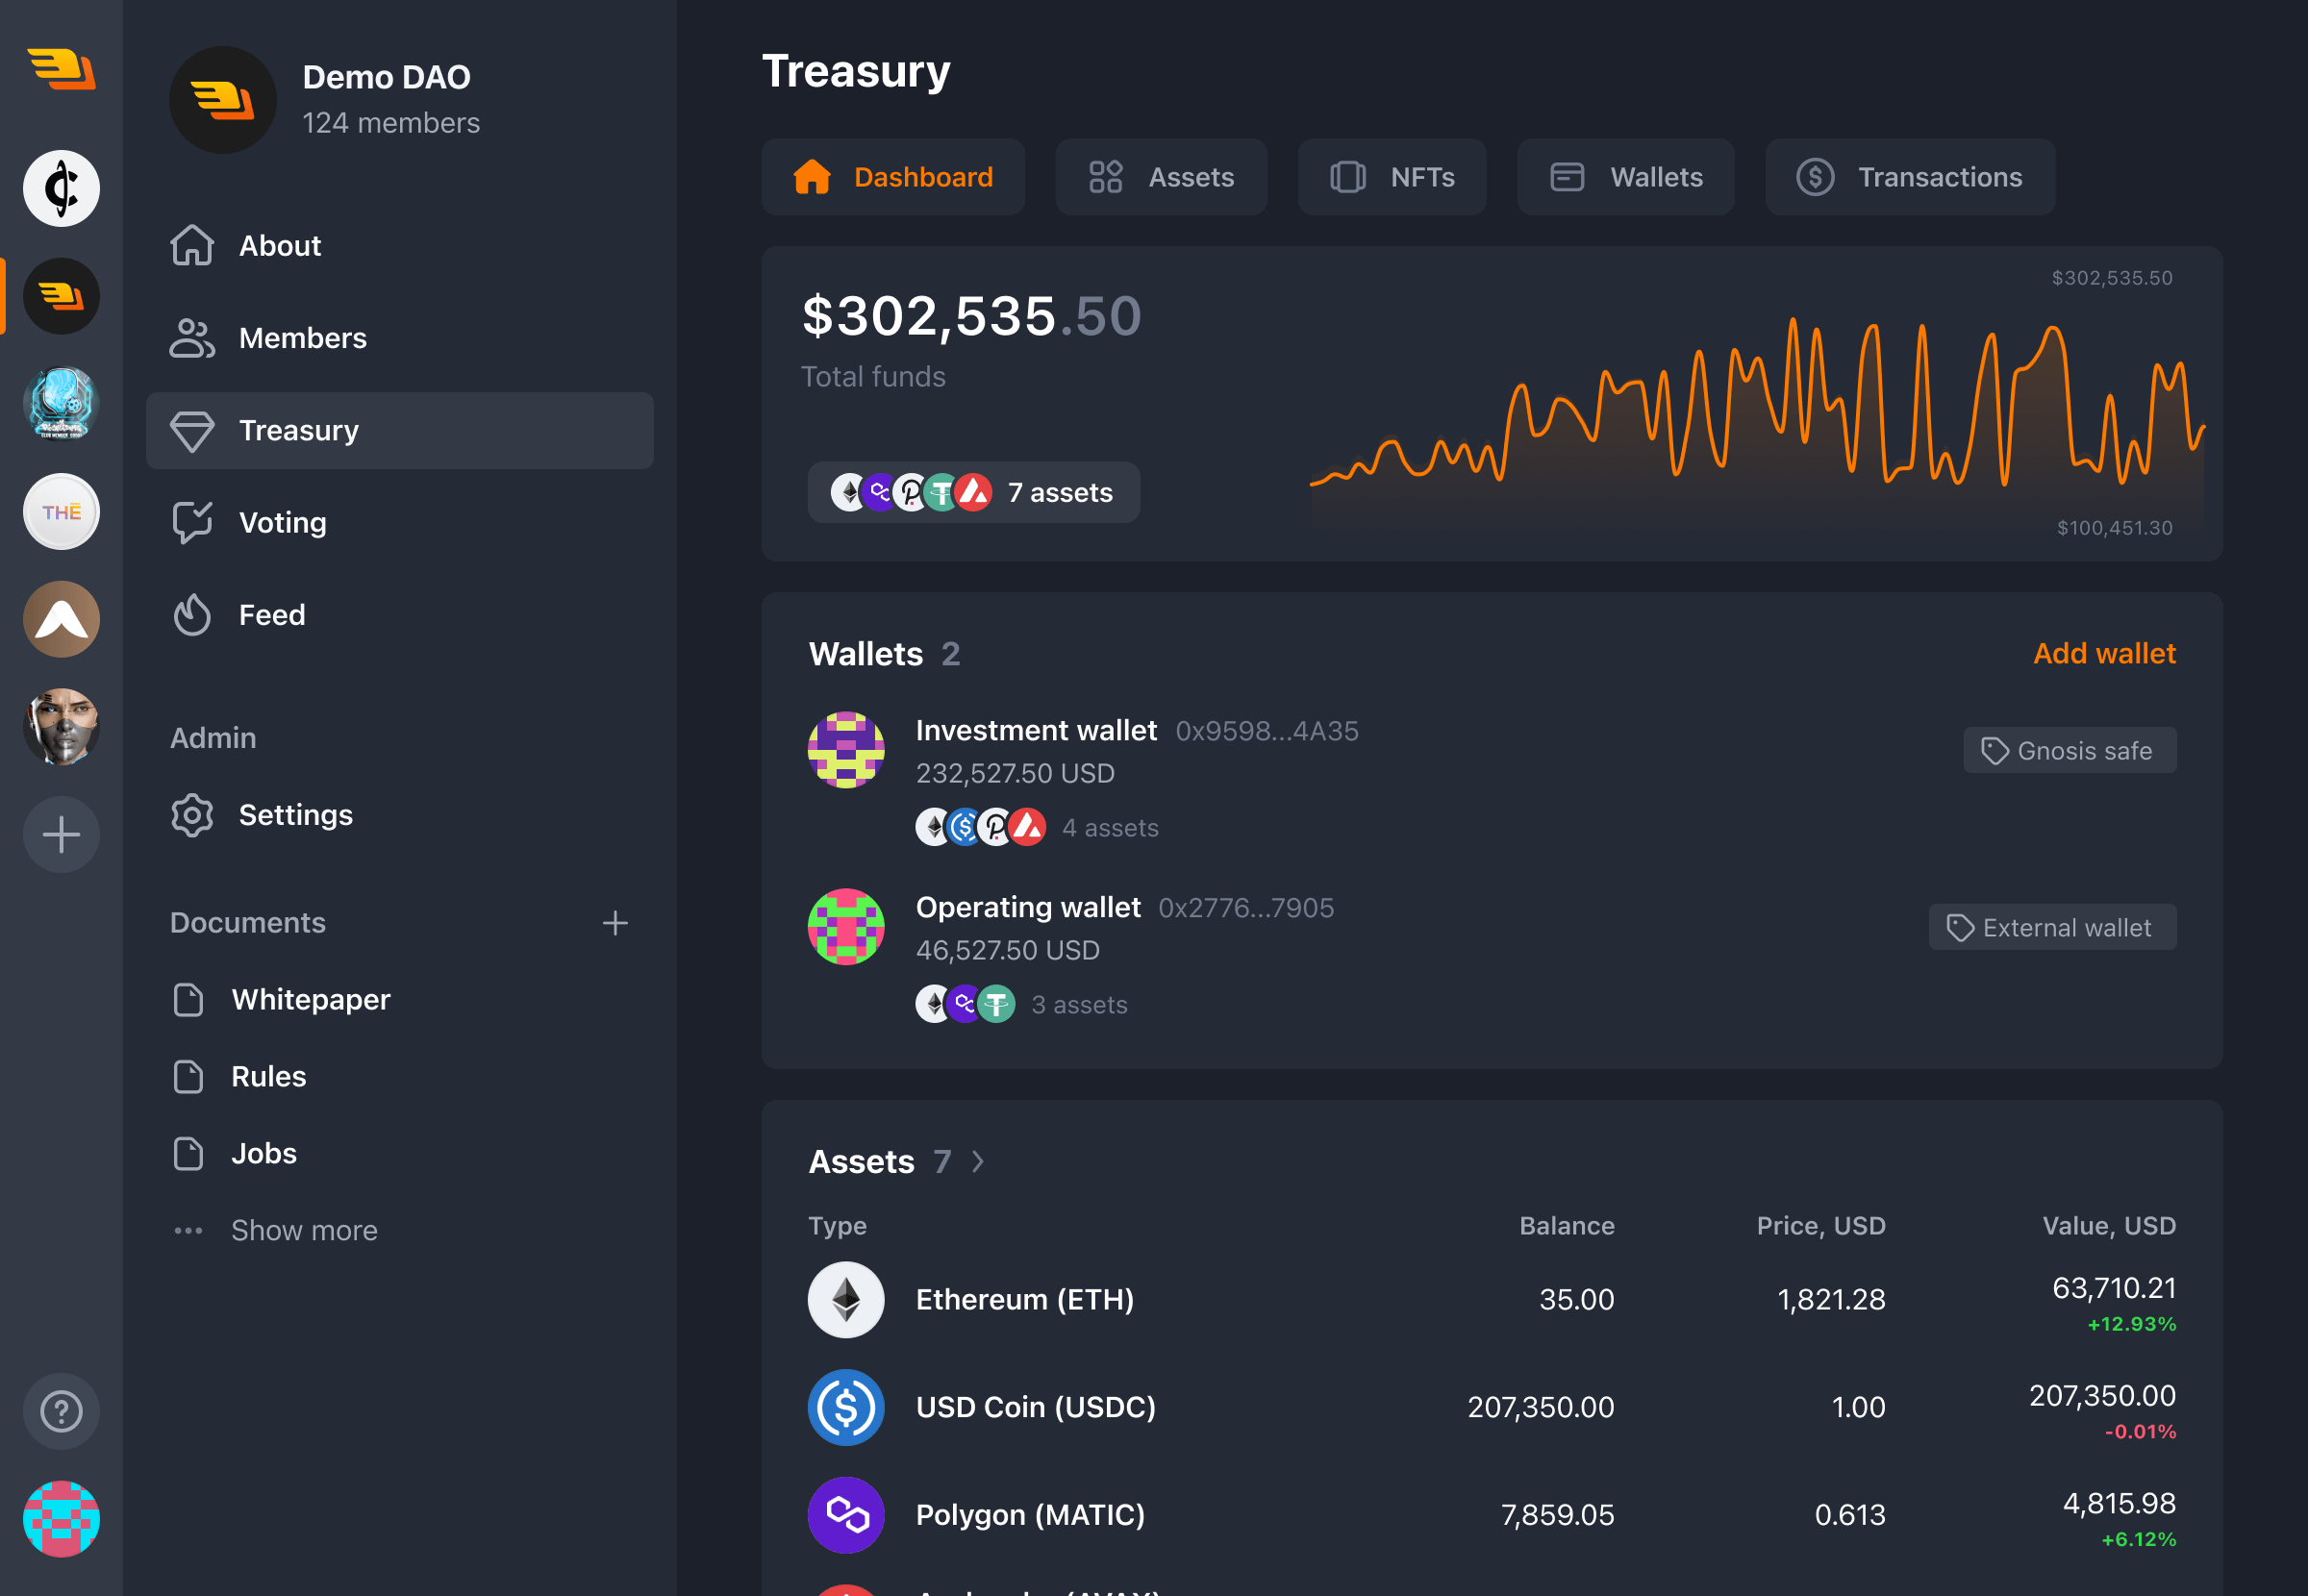 Demo DAO
124 members
About
Members
Treasury
Voting
Feed
Admin
Settings
Documents
Whitepaper
Rules
Jobs
Show more
THE
Treasury
Dashboard
Assets
NFTs
Wallets
Transactions
$302,535.50
Total funds
7 assets
$302,535.50
$100,451.30
Wallets 2
Add wallet
Investment wallet 0x9598...4A35
232,527.50 USD
4 assets
Gnosis safe
Operating wallet 0x2776...7905
46,527.50 USD
3 assets
External wallet
Assets 7
Type Balance Price, USD Value, USD
Ethereum (ETH) 35.00 1,821.28 63,710.21
+12.93%
USD Coin (USDC) 207,350.00 1.00 207,350.00
-0.01%
Polygon (MATIC) 7,859.05 0.613 4,815.98
+6.12%